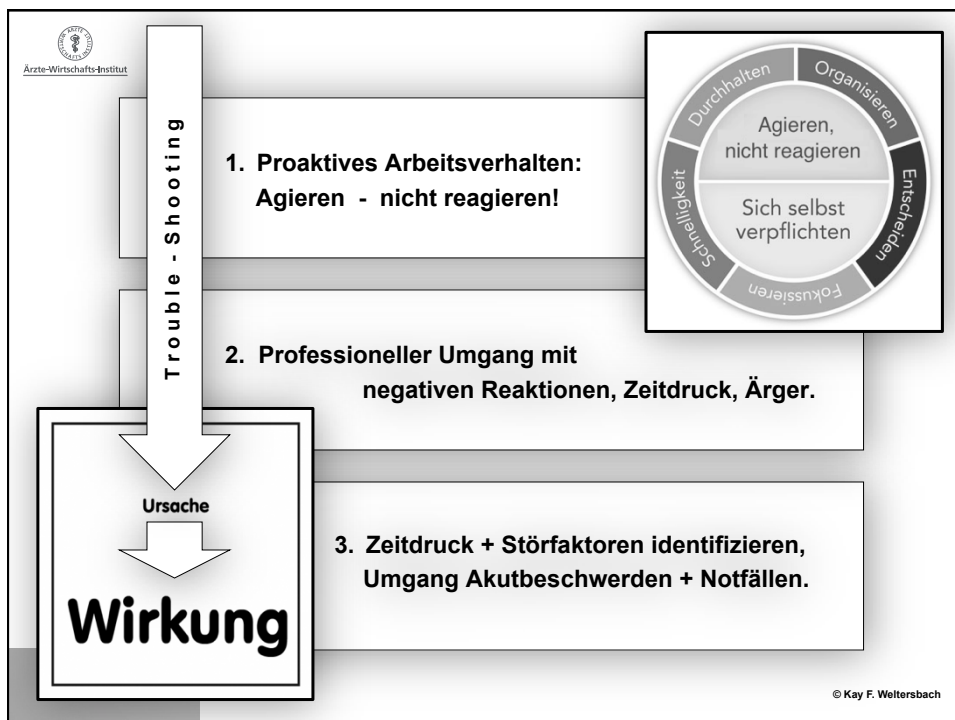 Ärzte-Wirtschafts-Institut
Trouble-Shooting
1. Proaktives Arbeitsverhalten:
Agieren - nicht reagieren!
Durchhalten
Organisieren
Entscheiden
Fokussieren
Schnelligkeit
Agieren,
nicht reagieren
Sich selbst
verpflichten
2. Professioneller Umgang mit
negativen Reaktionen, Zeitdruck, Ärger.
Ursache
Wirkung
3. Zeitdruck + Störfaktoren identifizieren,
Umgang Akutbeschwerden + Notfällen.
© Kay F. Weltersbach